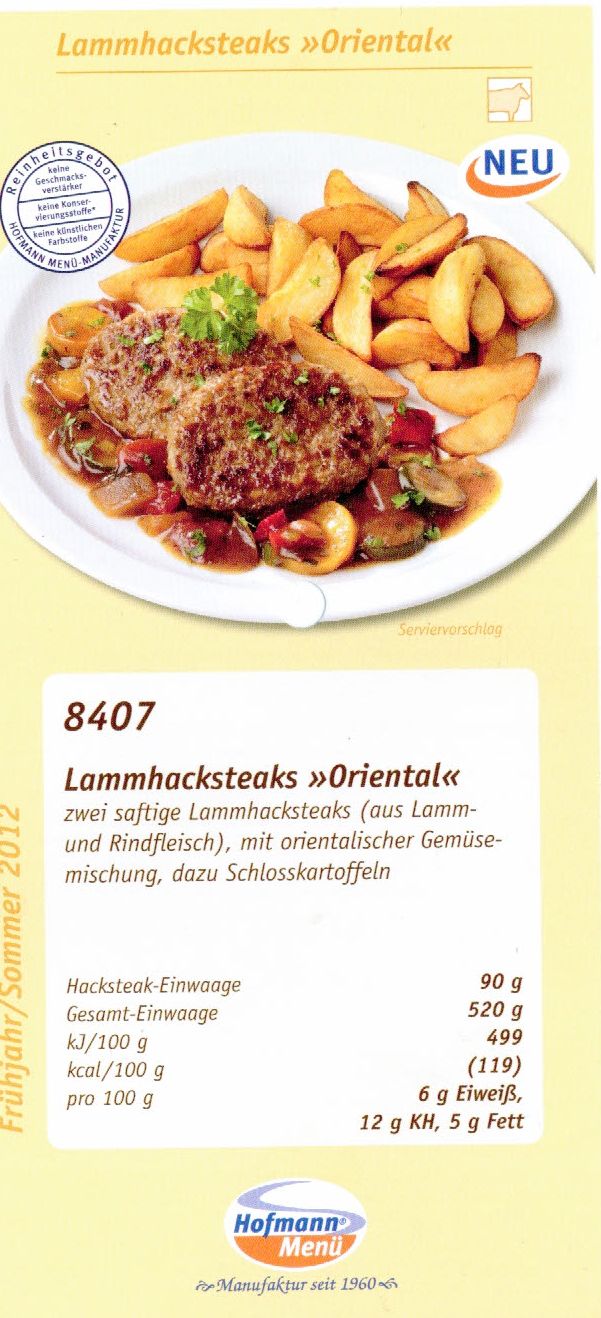 Lammhacksteaks »Oriental«
NEU
Reinheitsgebot
keine
Geschmacks-
verstärker
keine Konser-
vierungsstoffe*
keine künstlichen
Farbstoffe
HOFMANN MENÜ-MANUFAKTUR
Serviervorschlag
8407
Lammhacksteaks »Oriental«
zwei saftige Lammhacksteaks (aus Lamm-
und Rindfleisch), mit orientalischer Gemüse-
mischung, dazu Schlosskartoffeln
Hacksteak-Einwaage 90 g
Gesamt-Einwaage 520 g
kJ/100 g 499
kcal/100 g (119)
pro 100 g 6 g Eiweiß,
12 g KH, 5 g Fett
Frühjahr/Sommer 2012
Hofmann®
Menü
Manufaktur seit 1960